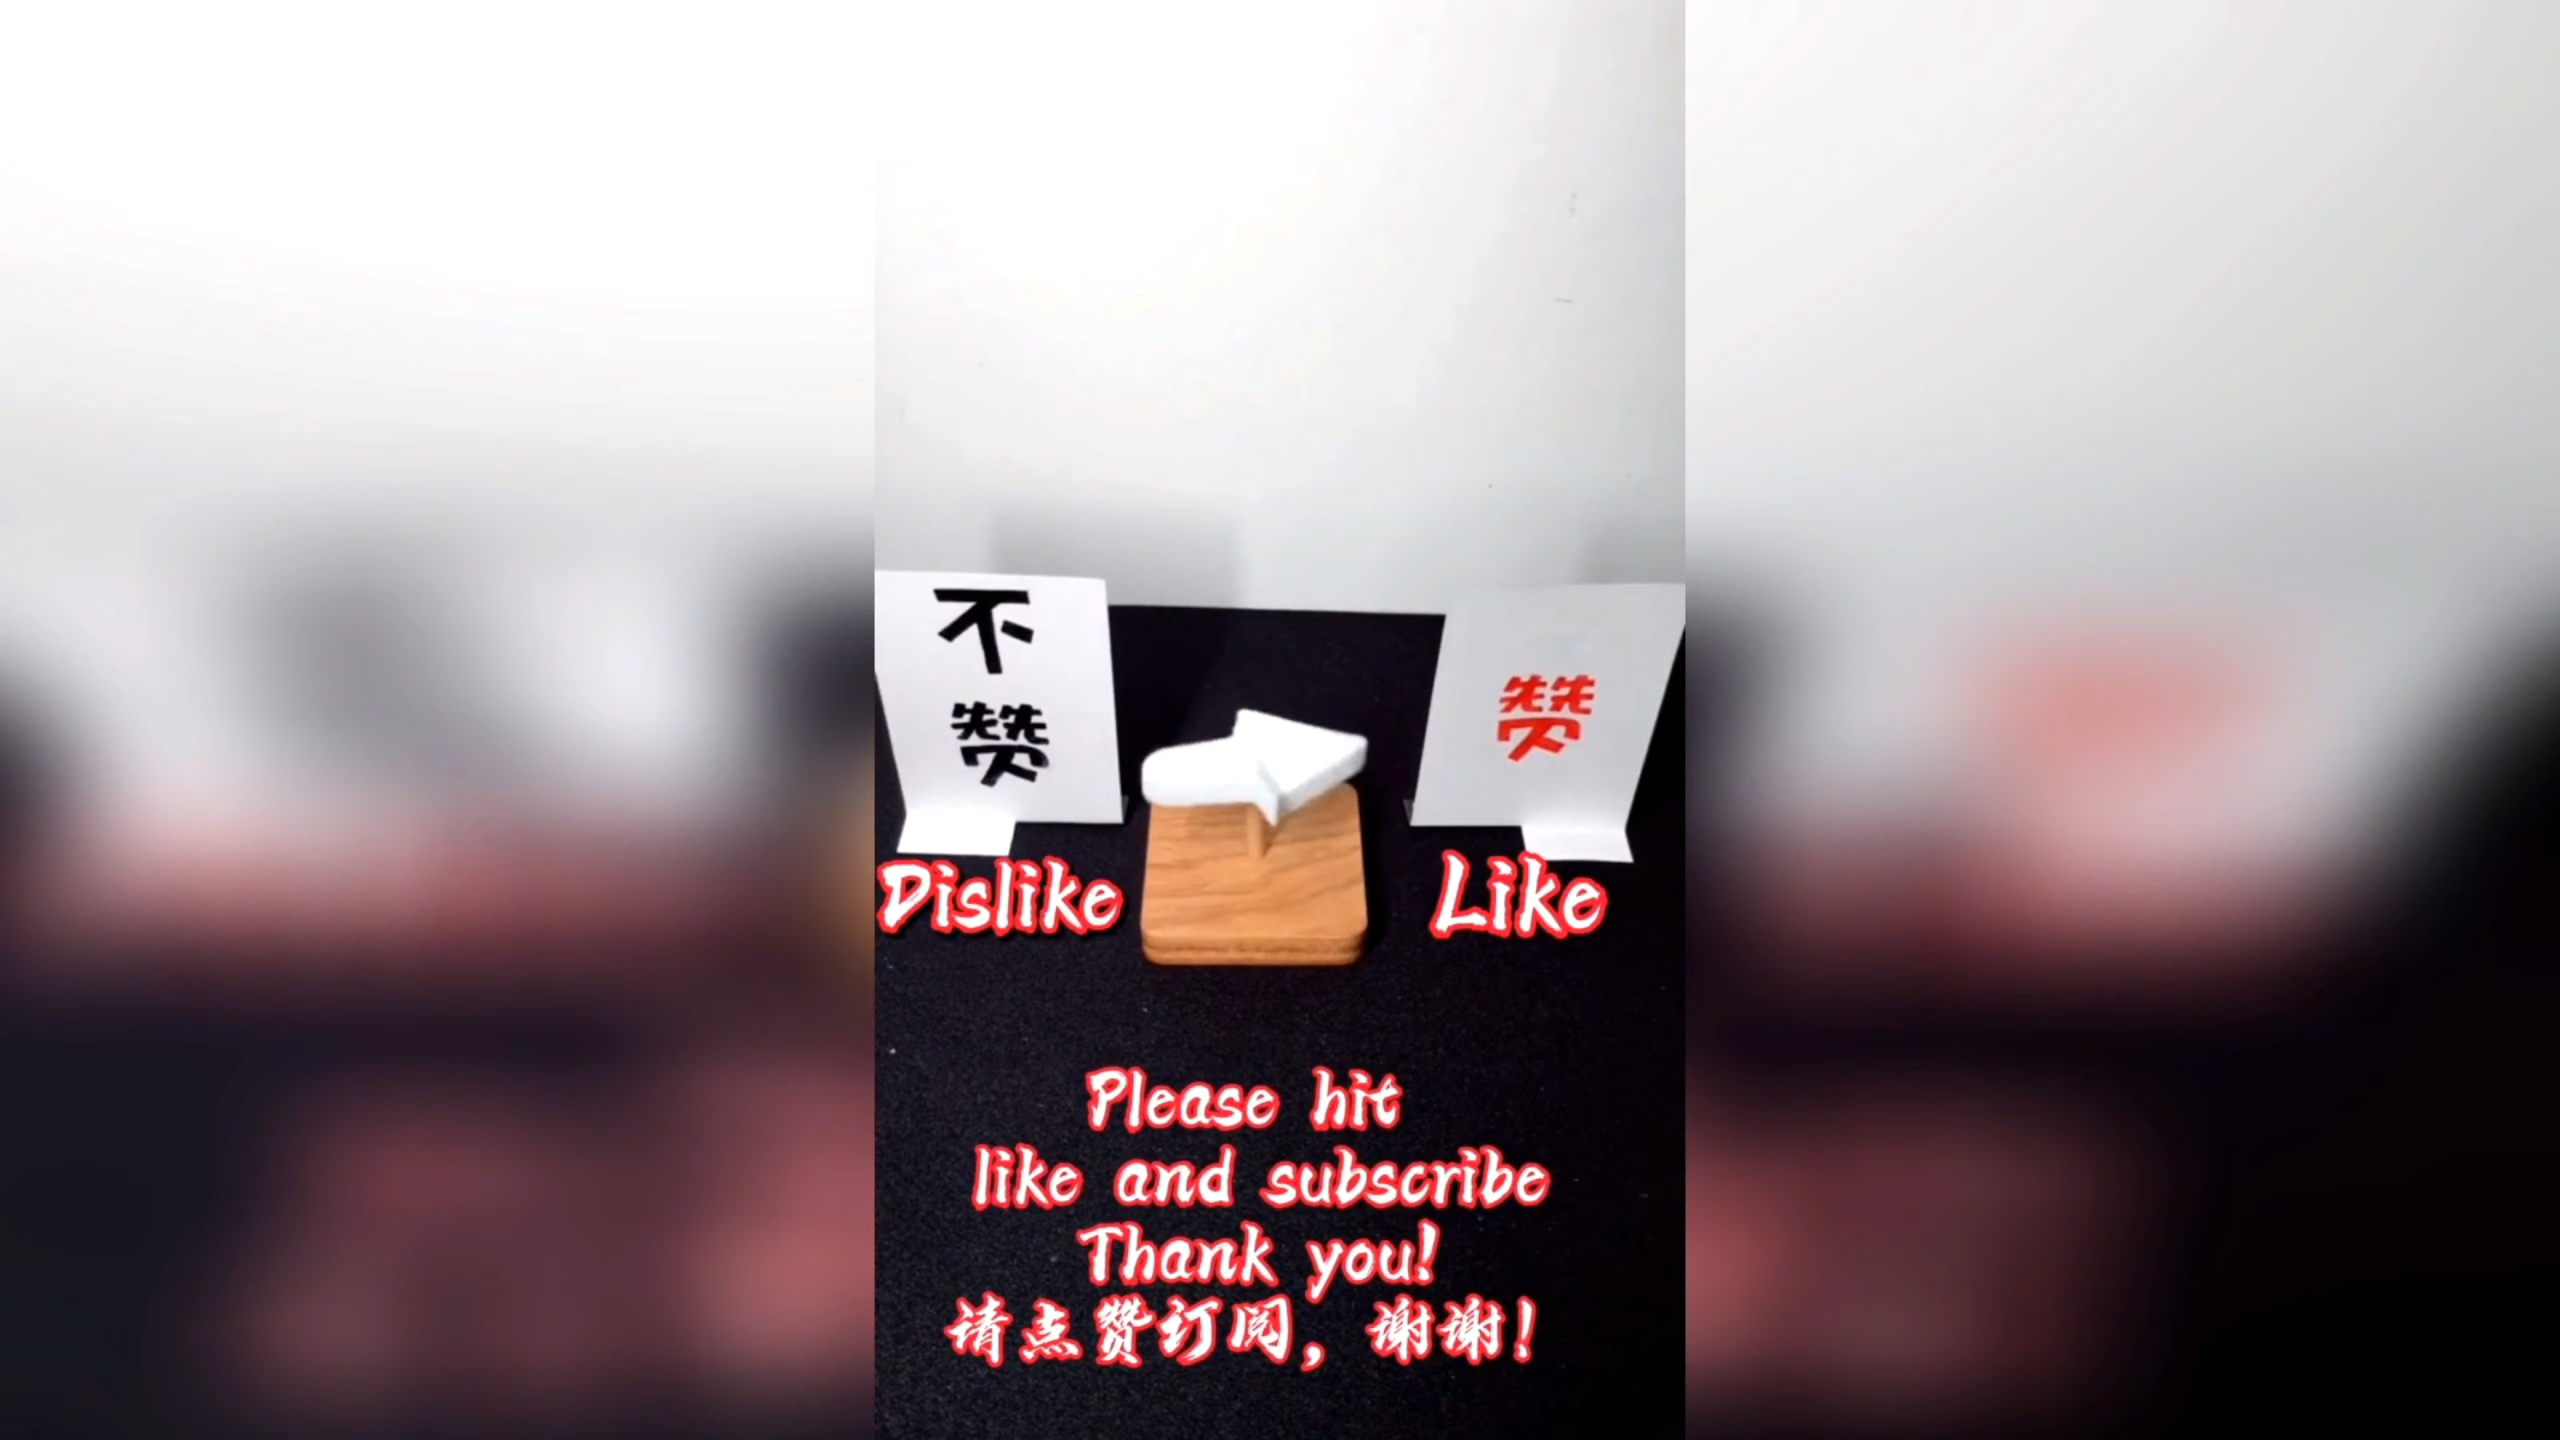 不
赞
赞
Dislike
Like
Please hit
like and subscribe
Thank you!
请点赞订阅，谢谢！